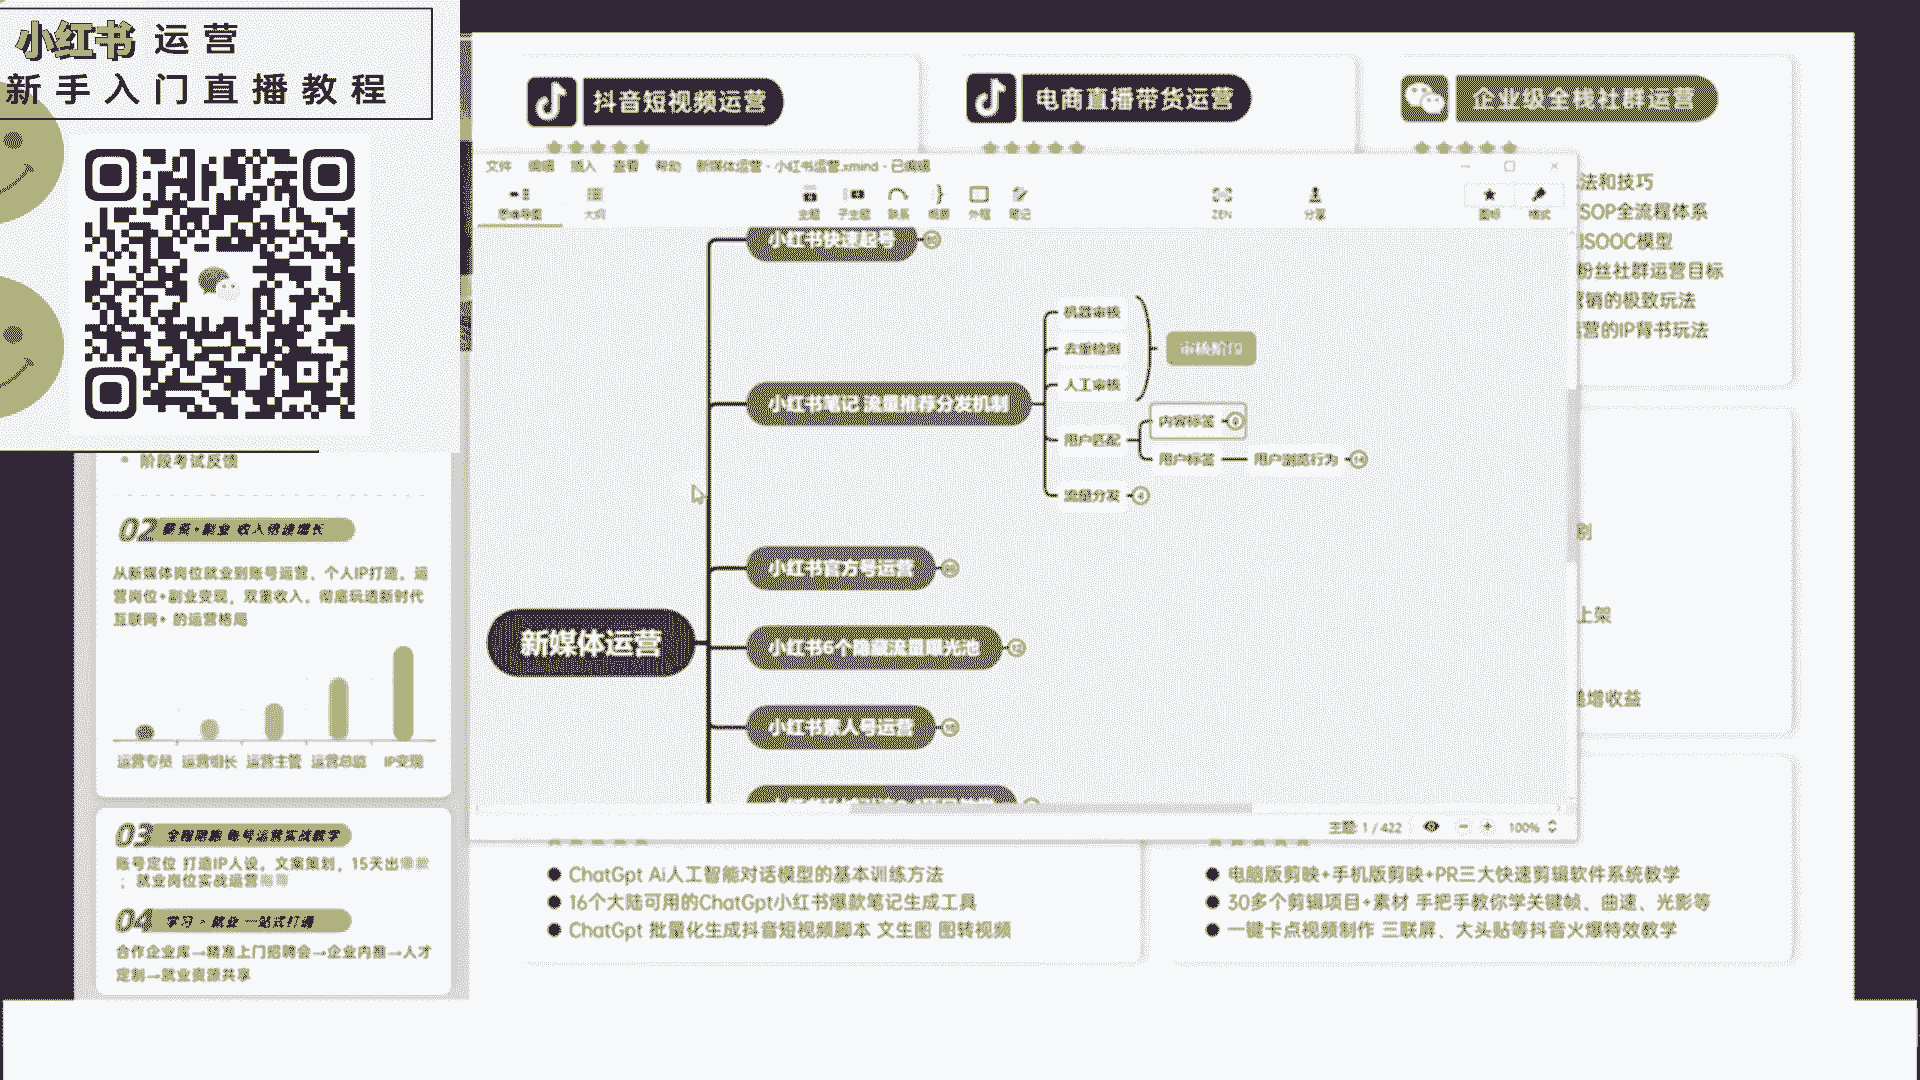 小红书 运营
新手入门直播教程
阶段考试反馈
02 薪资+副业 收入倍速增长
从新媒体岗位就业到账号运营,个人IP打造,运
营岗位+副业变现,双重收入,彻底玩通新时代
互联网+ 的运营格局
运营专员 运营组长 运营主管 运营总监 IP变现
03 全程跟踪 账号运营实战教学
账号定位 打造IP人设,文案策划,15天出
;就业岗位实战运营
04 学习+就业 一站式打通
合作企业库→精准上门招聘会→企业内推→人才
定制→就业资源共享
抖音短视频运营
电商直播带货运营
企业级全栈社群运营
法和技巧
SOP全流程体系
ISOOC模型
粉丝社群运营目标
营销的极致玩法
运营的IP背书玩法
上架
递增收益
文件 编辑 插入 查看 帮助 新媒体运营 - 小红书运营.xmind - 已编辑
思维导图 大纲 主题 子主题 联系 概要 外框 笔记 ZEN 分享 图标 格式
小红书快速起号
机器审核
去重检测
人工审核
审核阶段
小红书笔记 流量推荐分发机制
用户匹配
内容标签
用户标签
用户浏览行为
流量分发
小红书官方号运营
新媒体运营
小红书6个隐藏流量曝光池
小红书素人号运营
主题: 1 / 422
100%
ChatGpt Ai人工智能对话模型的基本训练方法
16个大陆可用的ChatGpt小红书爆款笔记生成工具
ChatGpt 批量化生成抖音短视频脚本 文生图 图转视频
电脑版剪映+手机版剪映+PR三大快速剪辑软件系统教学
30多个剪辑项目+素材 手把手教你学关键帧、曲速、光影等
一键卡点视频制作 三联屏、大头贴等抖音火爆特效教学